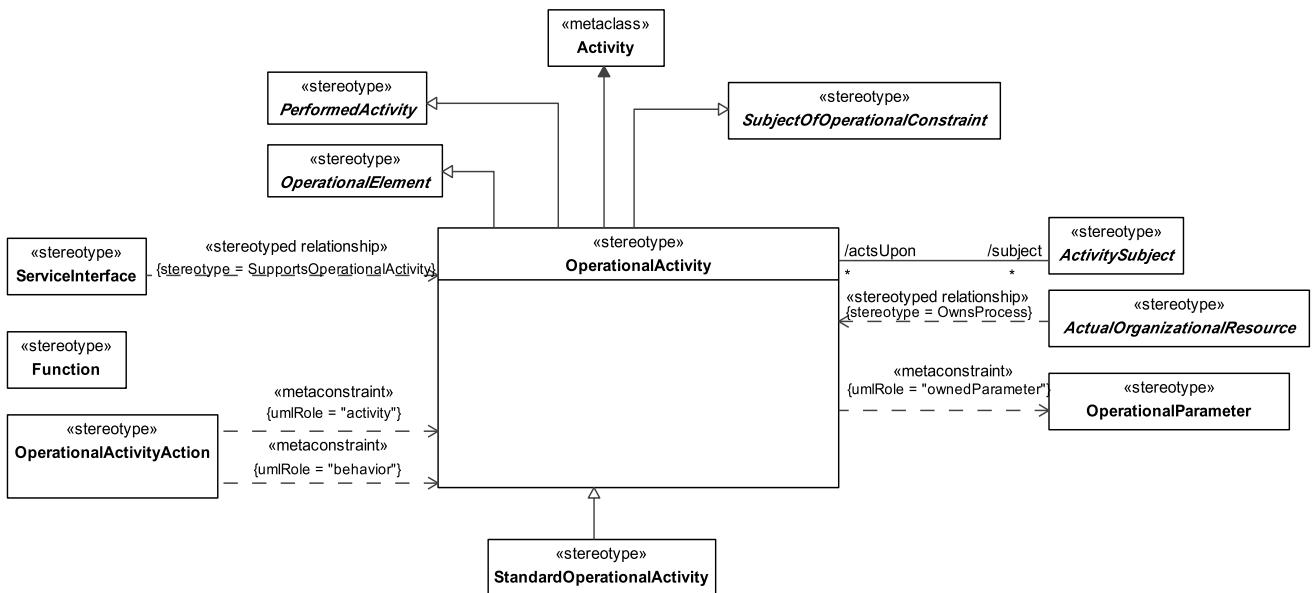 «metaclass»
Activity
«stereotype»
PerformedActivity
«stereotype»
SubjectOfOperationalConstraint
«stereotype»
OperationalElement
«stereotype»
ServiceInterface
«stereotyped relationship»
{stereotype = SupportsOperationalActivity}
«stereotype»
OperationalActivity
/actsUpon
*
/subject
*
«stereotype»
ActivitySubject
«stereotyped relationship»
{stereotype = OwnsProcess}
«stereotype»
ActualOrganizationalResource
«stereotype»
Function
«metaconstraint»
{umlRole = "ownedParameter"}
«stereotype»
OperationalParameter
«stereotype»
OperationalActivityAction
«metaconstraint»
{umlRole = "activity"}
«metaconstraint»
{umlRole = "behavior"}
«stereotype»
StandardOperationalActivity